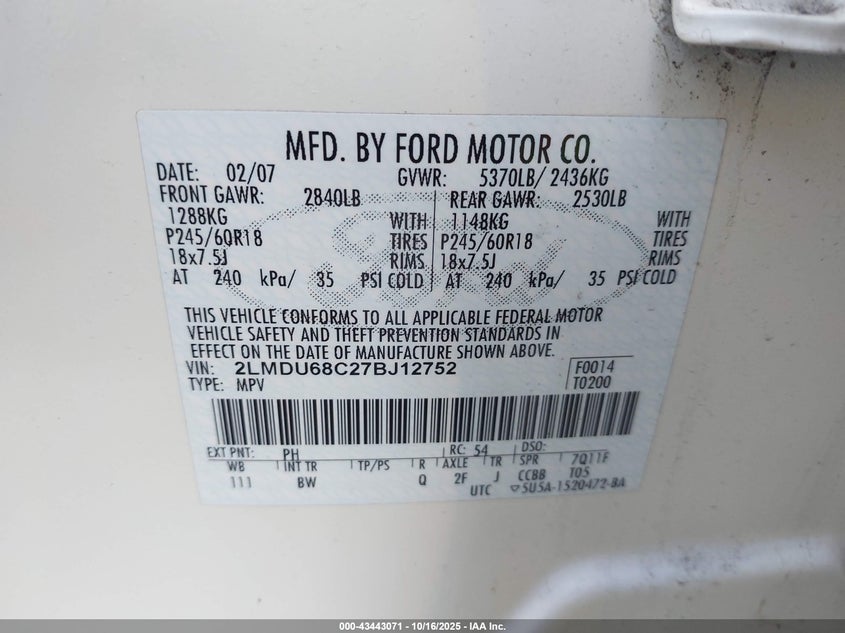 MFD. BY FORD MOTOR CO.
DATE: 02/07 GVWR: 5370LB/ 2436KG
FRONT GAWR: 2840LB REAR GAWR: 2530LB
1288KG WITH 1148KG WITH
P245/60R18 TIRES P245/60R18 TIRES
18x7.5J RIMS 18x7.5J RIMS
AT 240 kPa/ 35 PSI COLD AT 240 kPa/ 35 PSI COLD
THIS VEHICLE CONFORMS TO ALL APPLICABLE FEDERAL MOTOR
VEHICLE SAFETY AND THEFT PREVENTION STANDARDS IN
EFFECT ON THE DATE OF MANUFACTURE SHOWN ABOVE.
VIN: 2LMDU68C27BJ12752 F0014
TYPE: MPV T0200
EXT PNT: PH RC: 54 DSO:
WB INT TR TP/PS R AXLE TR SPR 7Q11F
111 BW Q 2F J CCBB T05
UTC 5U5A-1520472-BA
000-43443071 - 10/16/2025 - IAA Inc.